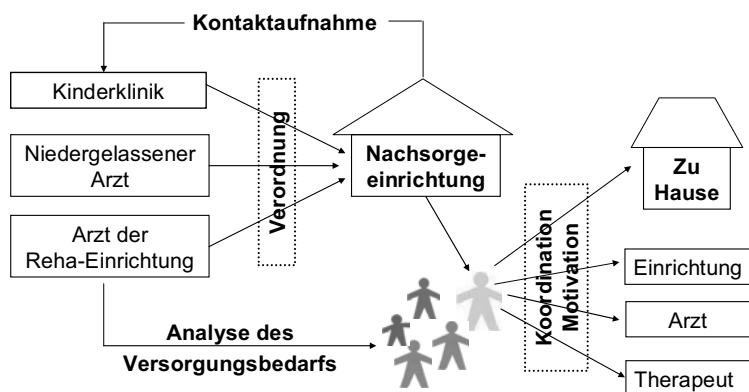 Kontaktaufnahme
Kinderklinik
Niedergelassener
Arzt
Arzt der
Reha-Einrichtung
Verordnung
Nachsorge-
einrichtung
Analyse des
Versorgungsbedarfs
Koordination
Motivation
Zu
Hause
Einrichtung
Arzt
Therapeut